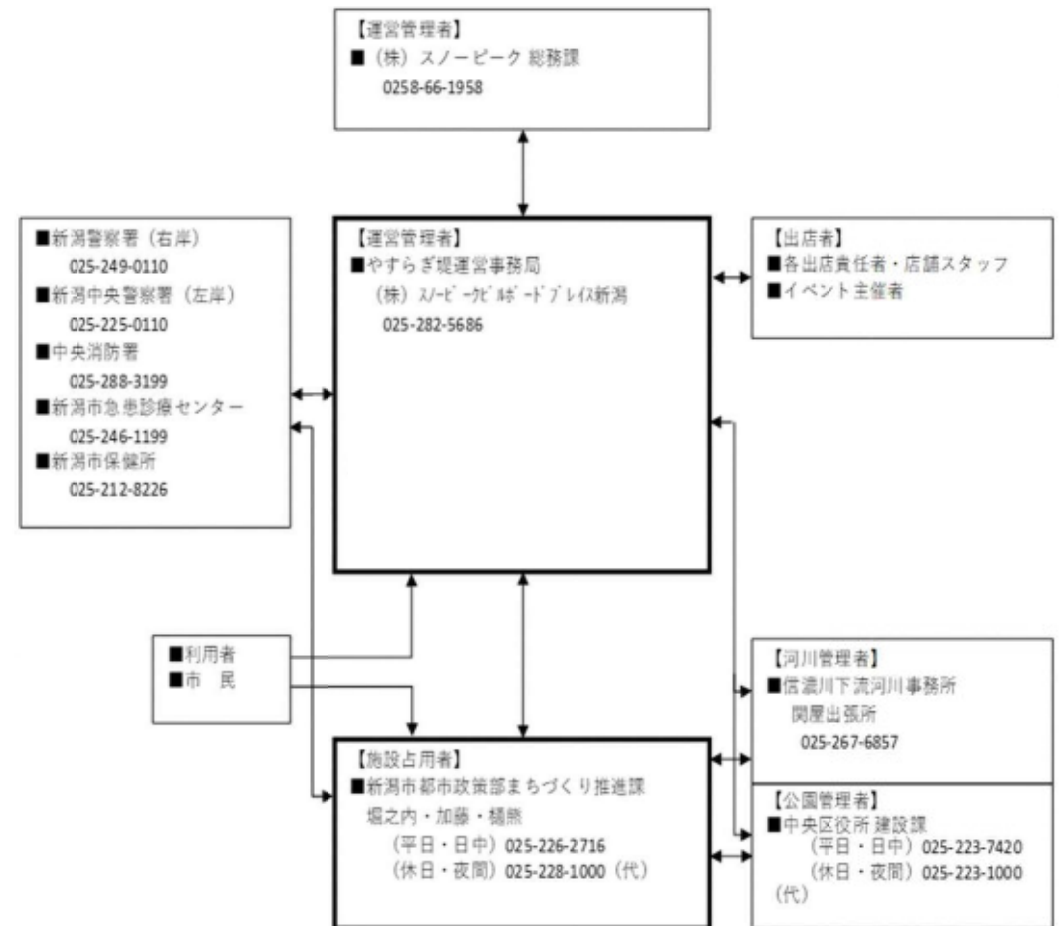 【運営管理者】
■（株）スノーピーク 総務課
0258-66-1958
■新潟警察署（右岸）
025-249-0110
■新潟中央警察署（左岸）
025-225-0110
■中央消防署
025-288-3199
■新潟市急患診療センター
025-246-1199
■新潟市保健所
025-212-8226
【運営管理者】
■やすらぎ堤運営事務局
（株）ｽﾉｰﾋﾟｰｸﾋﾞﾙﾎﾞｰﾄﾞﾌﾟﾚｲｽ新潟
025-282-5686
【出店者】
■各出店責任者・店舗スタッフ
■イベント主催者
■利用者
■市　民
【河川管理者】
■信濃川下流河川事務所
関屋出張所
025-267-6857
【施設占用者】
■新潟市都市政策部まちづくり推進課
堀之内・加藤・樋熊
（平日・日中）025-226-2716
（休日・夜間）025-228-1000（代）
【公園管理者】
■中央区役所 建設課
（平日・日中）025-223-7420
（休日・夜間）025-223-1000
（代）